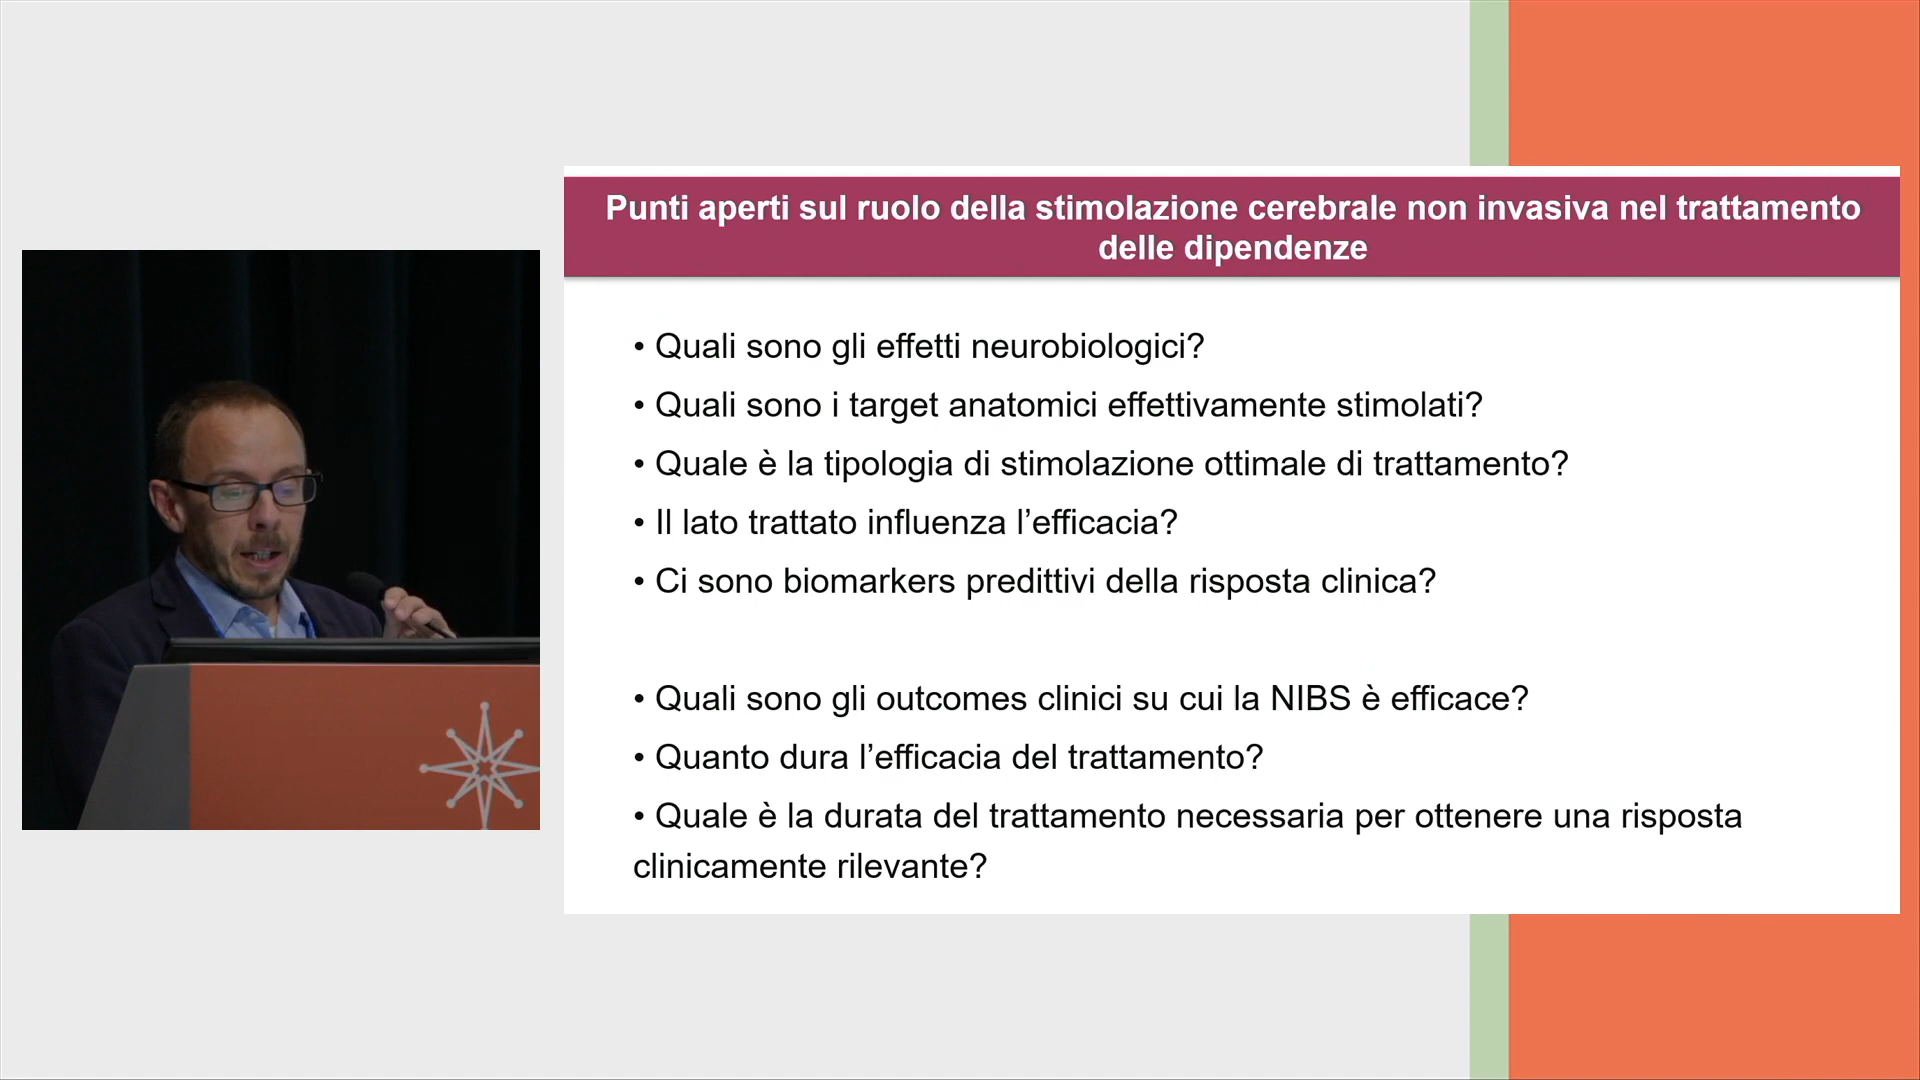 Punti aperti sul ruolo della stimolazione cerebrale non invasiva nel trattamento
delle dipendenze
• Quali sono gli effetti neurobiologici?
• Quali sono i target anatomici effettivamente stimolati?
• Quale è la tipologia di stimolazione ottimale di trattamento?
• Il lato trattato influenza l’efficacia?
• Ci sono biomarkers predittivi della risposta clinica?
• Quali sono gli outcomes clinici su cui la NIBS è efficace?
• Quanto dura l’efficacia del trattamento?
• Quale è la durata del trattamento necessaria per ottenere una risposta
clinicamente rilevante?